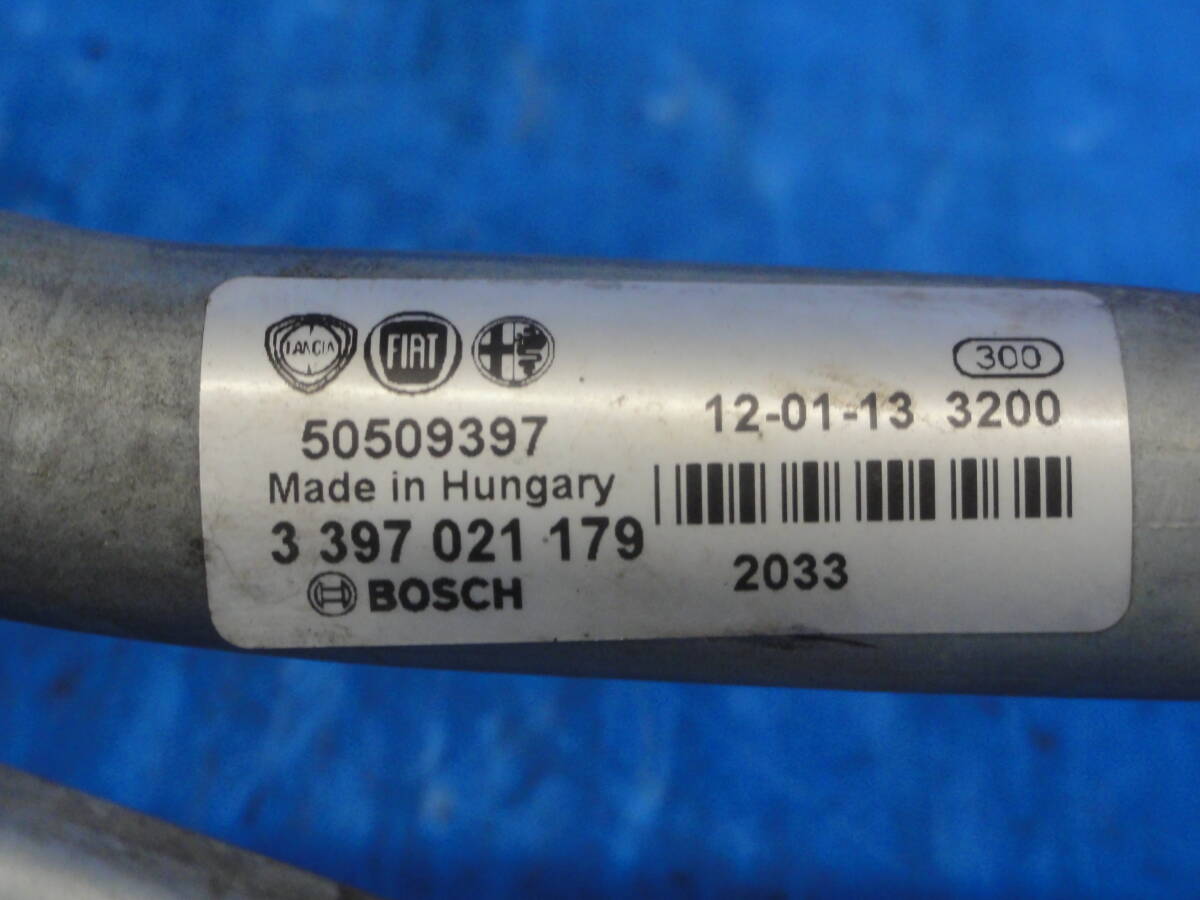 LANCIA FIAT
50509397
Made in Hungary
3 397 021 179
BOSCH
300
12-01-13 3200
2033